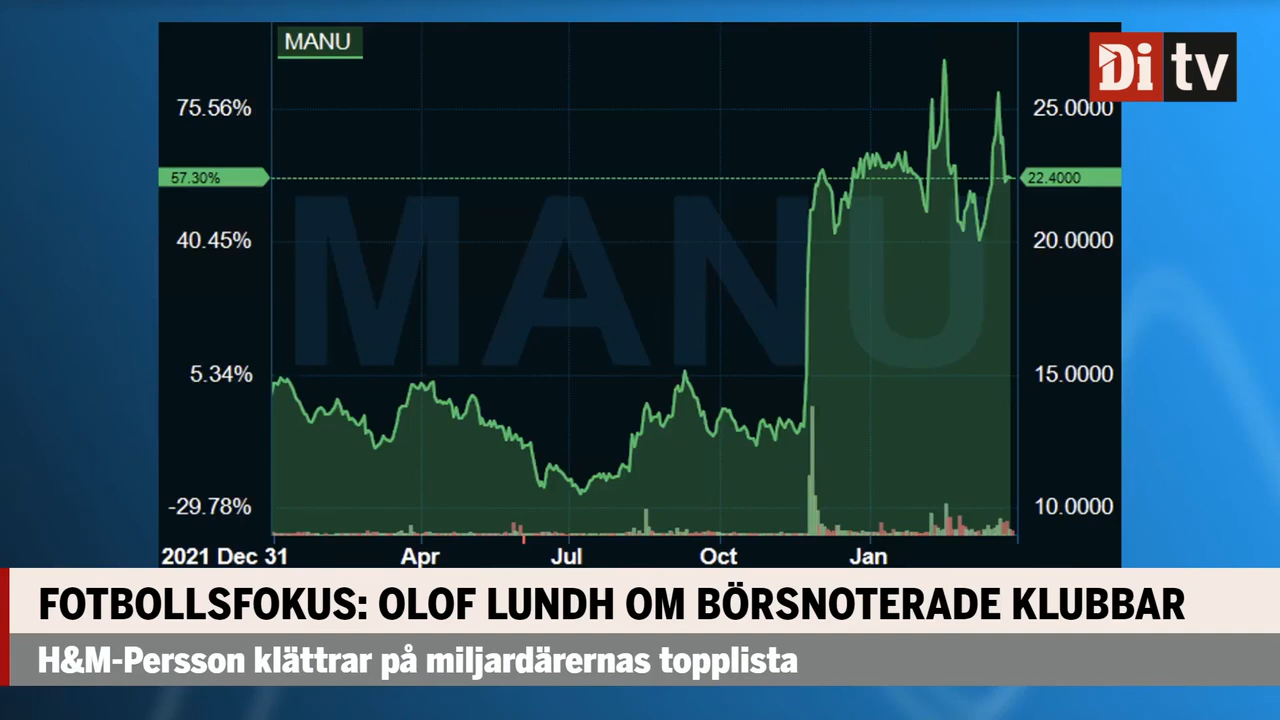 MANU
Di tv
75.56%
25.0000
57.30%
22.4000
MANU
40.45%
20.0000
5.34%
15.0000
-29.78%
10.0000
2021 Dec 31 Apr Jul Oct Jan
FOTBOLLSFOKUS: OLOF LUNDH OM BÖRSNOTERADE KLUBBAR
H&M-Persson klättrar på miljardärernas topplista